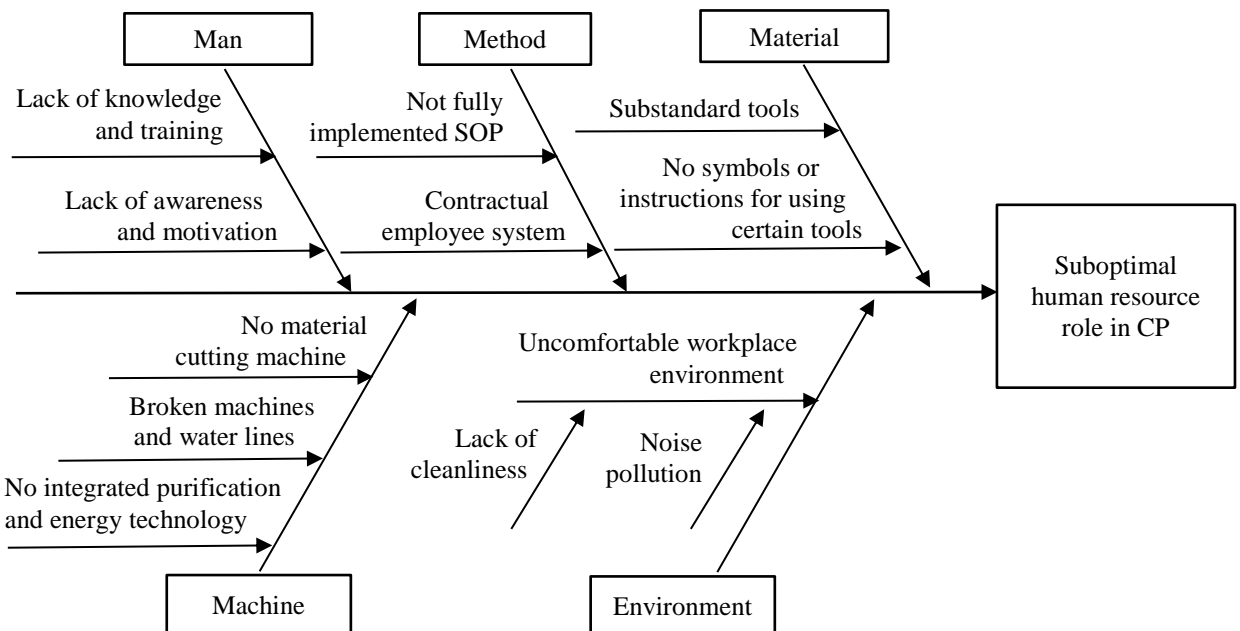 Man
Method
Material
Lack of knowledge
and training
Not fully
implemented SOP
Substandard tools
Lack of awareness
and motivation
Contractual
employee system
No symbols or
instructions for using
certain tools
Suboptimal
human resource
role in CP
No material
cutting machine
Broken machines
and water lines
No integrated purification
and energy technology
Uncomfortable workplace
environment
Lack of
cleanliness
Noise
pollution
Machine
Environment